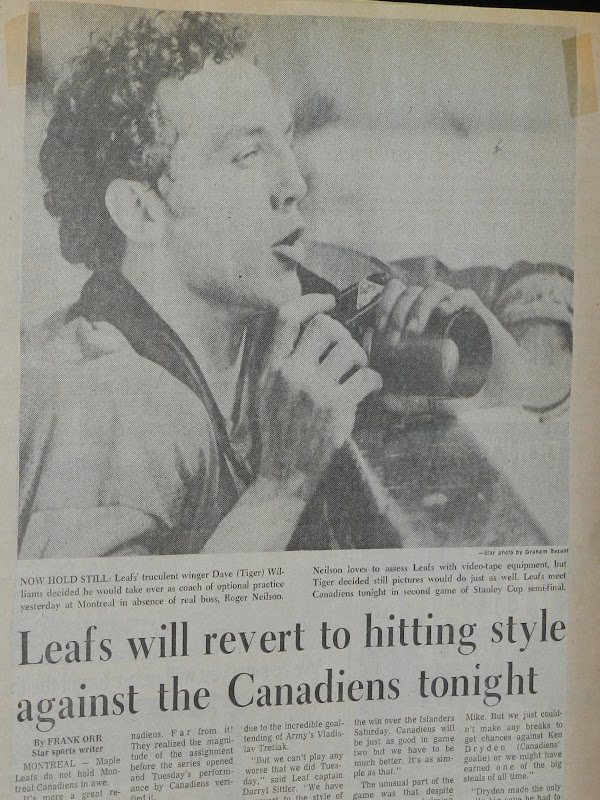 —Star photo by Graham Bezant
NOW HOLD STILL: Leafs' truculent winger Dave (Tiger) Wil-
liams decided he would take over as coach of optional practice
yesterday at Montreal in absence of real boss, Roger Neilson.
Neilson loves to assess Leafs with video-tape equipment, but
Tiger decided still pictures would do just as well. Leafs meet
Canadiens tonight in second game of Stanley Cup semi-final.
Leafs will revert to hitting style
against the Canadiens tonight
By FRANK ORR
Star sports writer
MONTREAL — Maple
Leafs do not hold Mon-
treal Canadiens in awe.
It's more a great re-
nadiens. Far from it!
They realized the magni-
tude of the assignment
before the series opened
and Tuesday's perform-
ance by Canadiens veri-
fied it.
due to the incredible goal-
tending of Army's Vladis-
lav Tretiak.
"But we can't play any
worse that we did Tues-
day," said Leaf captain
Darryl Sittler. "We have
to the style of
the win over the Islanders
Saturday. Canadiens will
be just as good in game
two but we have to be
much better. It's as sim-
ple as that."
The unusual part of the
game was that despite
Mike. But we just could-
n't make any breaks to
get chances against Ken
Dryden (Canadiens'
goalie) or we might have
earned one of the big
steals of all time."
"Dryden made the only